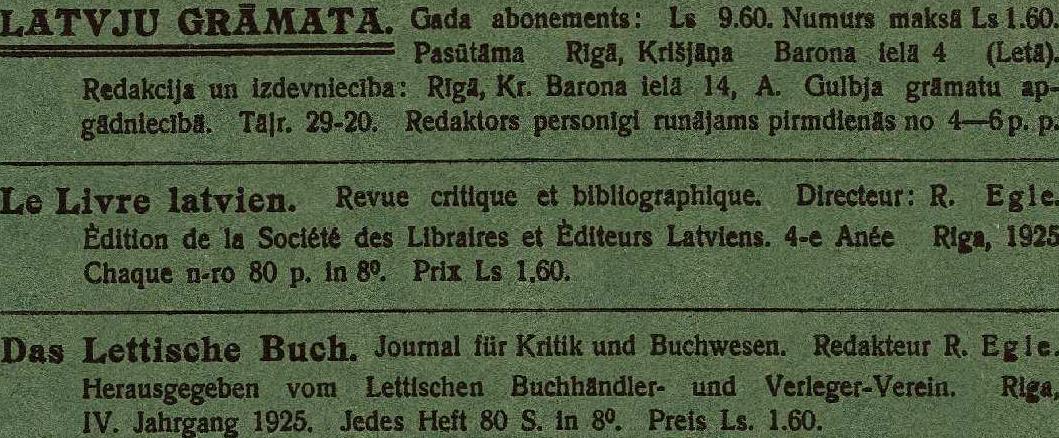 LATVJU GRĀMATA. Gada abonements: Ls 9.60. Numurs maksā Ls 1.60.
Pasūtāma Rīgā, Krišjāņa Barona ielā 4 (Letā).
Redakcija un izdevniecība: Rīgā, Kr. Barona ielā 14, A. Gulbja grāmatu ap-
gādniecībā. Tāļr. 29-20. Redaktors personīgi runājams pirmdienās no 4—6 p. p.
Le Livre latvien. Revue critique et bibliographique. Directeur: R. Egle.
Èdition de la Société des Libraires et Èditeurs Latviens. 4-e Anée Riga, 1925
Chaque n-ro 80 p. in 8⁰. Prix Ls 1.60.
Das Lettische Buch. Journal für Kritik und Buchwesen. Redakteur R. Egle.
Herausgegeben vom Lettischen Buchhändler- und Verleger-Verein. Riga,
IV. Jahrgang 1925. Jedes Heft 80 S. in 8⁰. Preis Ls. 1.60.